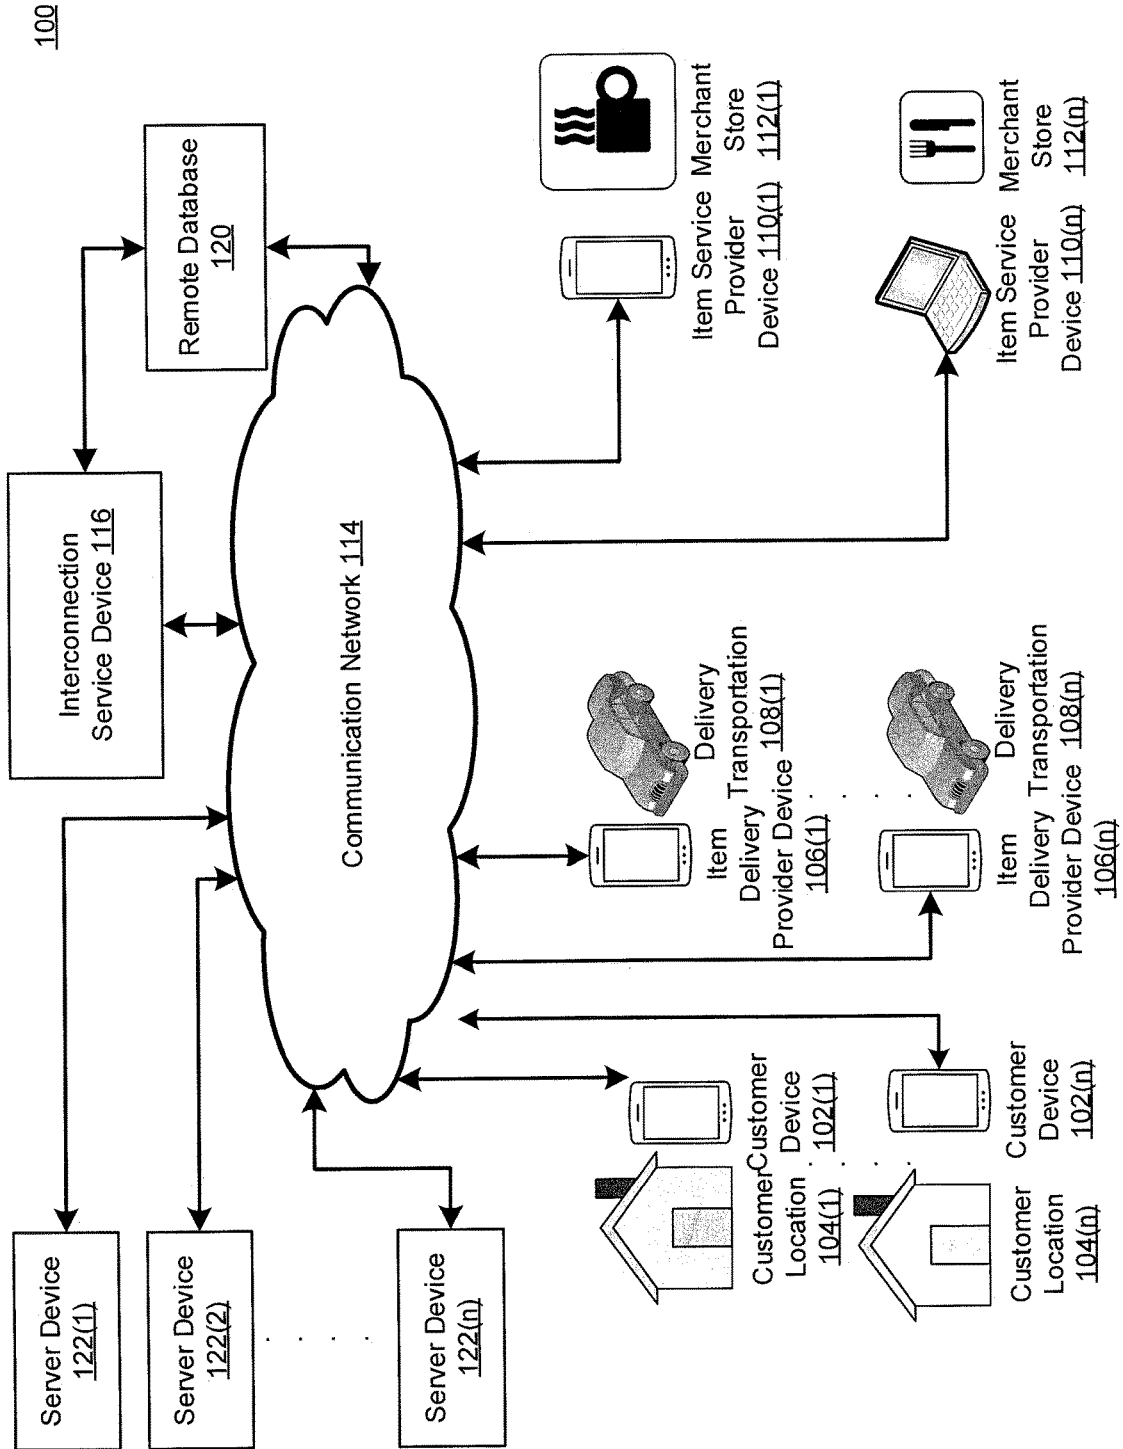 100
Server Device
122(1)
Server Device
122(2)
. . . . .
Server Device
122(n)
Interconnection
Service Device 116
Remote Database
120
Communication Network 114
Customer
Location
104(1)
Customer
Device
102(1)
. . . . .
Customer
Location
104(n)
Customer
Device
102(n)
Item
Delivery
Provider Device
106(1)
Delivery
Transportation
108(1)
. . . . .
Item
Delivery
Provider Device
106(n)
Delivery
Transportation
108(n)
Item Service
Provider
Device 110(1)
Merchant
Store
112(1)
Item Service
Provider
Device 110(n)
Merchant
Store
112(n)